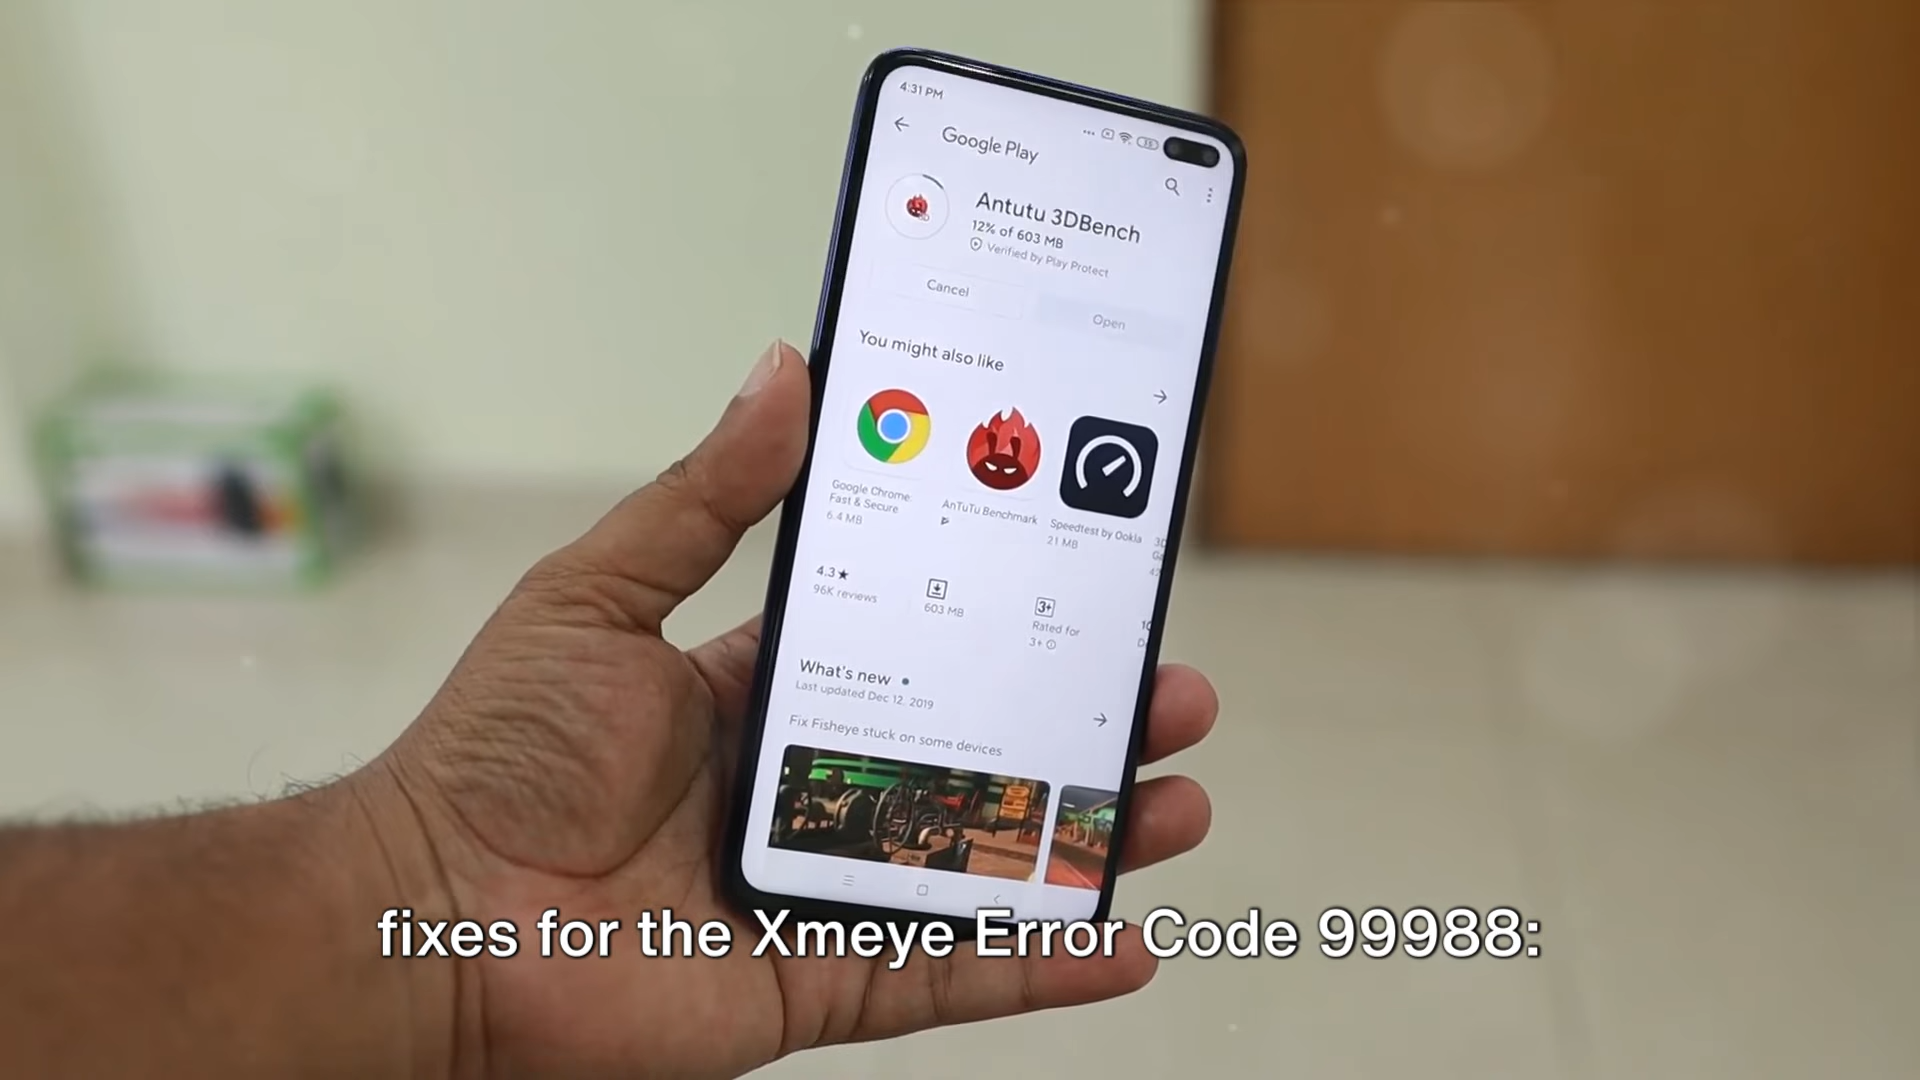 4:31 PM
Google Play
Antutu 3DBench
12% of 603 MB
Verified by Play Protect
Cancel
Open
You might also like
Google Chrome:
Fast & Secure
6.4 MB
AnTuTu Benchmark
Speedtest by Ookla
21 MB
4.3★
96K reviews
603 MB
3+
Rated for
3+
What's new
Last updated Dec 12, 2019
Fix Fisheye stuck on some devices
fixes for the Xmeye Error Code 99988: